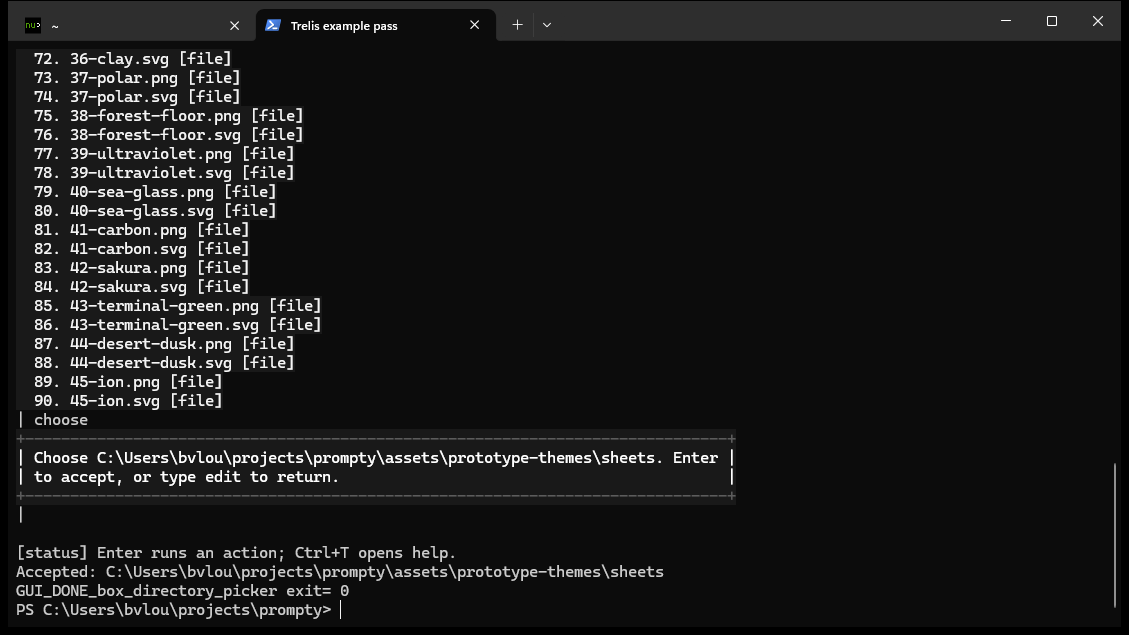 nu> ~
Trelis example pass
72. 36-clay.svg [file]
73. 37-polar.png [file]
74. 37-polar.svg [file]
75. 38-forest-floor.png [file]
76. 38-forest-floor.svg [file]
77. 39-ultraviolet.png [file]
78. 39-ultraviolet.svg [file]
79. 40-sea-glass.png [file]
80. 40-sea-glass.svg [file]
81. 41-carbon.png [file]
82. 41-carbon.svg [file]
83. 42-sakura.png [file]
84. 42-sakura.svg [file]
85. 43-terminal-green.png [file]
86. 43-terminal-green.svg [file]
87. 44-desert-dusk.png [file]
88. 44-desert-dusk.svg [file]
89. 45-ion.png [file]
90. 45-ion.svg [file]
| choose
| Choose C:\Users\bvlou\projects\prompty\assets\prototype-themes\sheets. Enter |
| to accept, or type edit to return. |
|
[status] Enter runs an action; Ctrl+T opens help.
Accepted: C:\Users\bvlou\projects\prompty\assets\prototype-themes\sheets
GUI_DONE_box_directory_picker exit= 0
PS C:\Users\bvlou\projects\prompty>